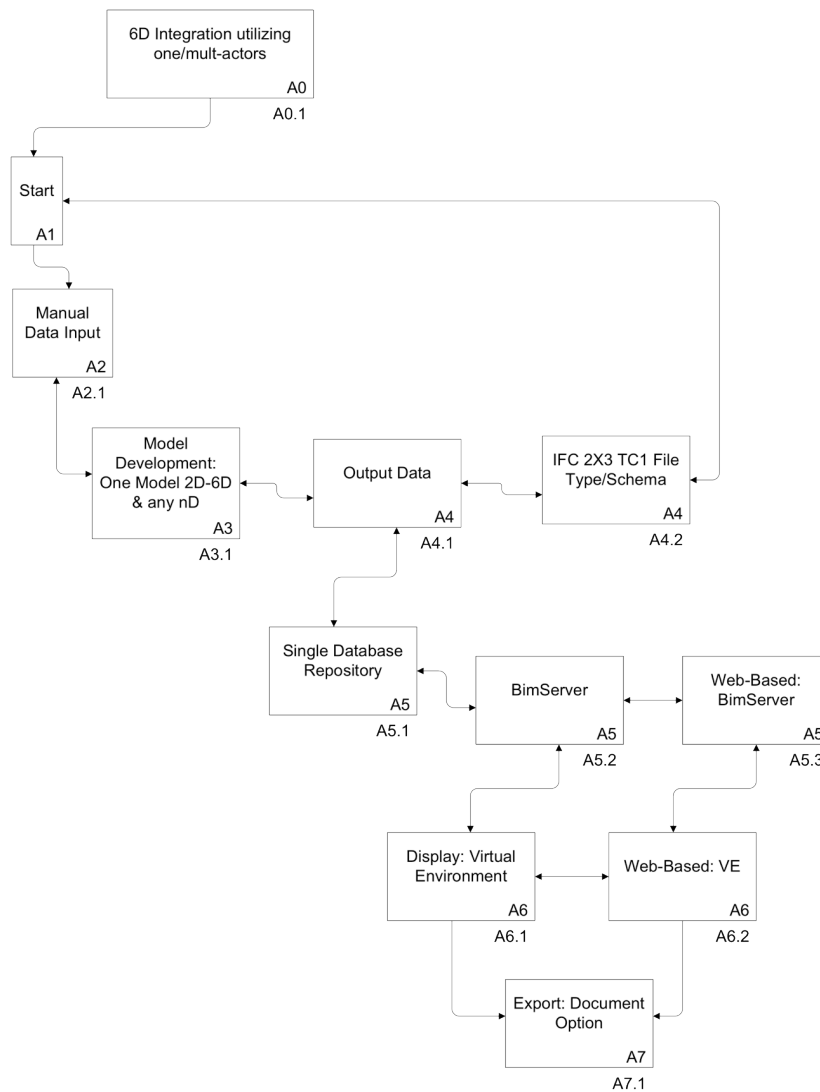 6D Integration utilizing
one/mult-actors
A0
A0.1
Start
A1
Manual
Data Input
A2
A2.1
Model
Development:
One Model 2D-6D
& any nD
A3
A3.1
Output Data
A4
A4.1
IFC 2X3 TC1 File
Type/Schema
A4
A4.2
Single Database
Repository
A5
A5.1
BimServer
A5
A5.2
Web-Based:
BimServer
A5
A5.3
Display: Virtual
Environment
A6
A6.1
Web-Based: VE
A6
A6.2
Export: Document
Option
A7
A7.1